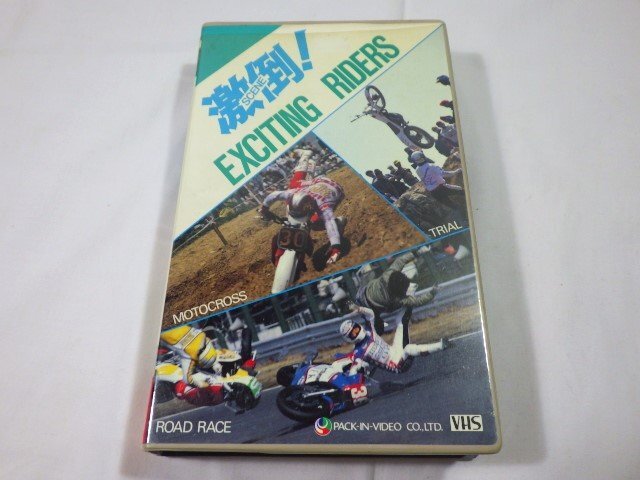 激倒!
SCENE
EXCITING RIDERS
TRIAL
MOTOCROSS
ROAD RACE
PACK-IN-VIDEO CO.,LTD.
VHS